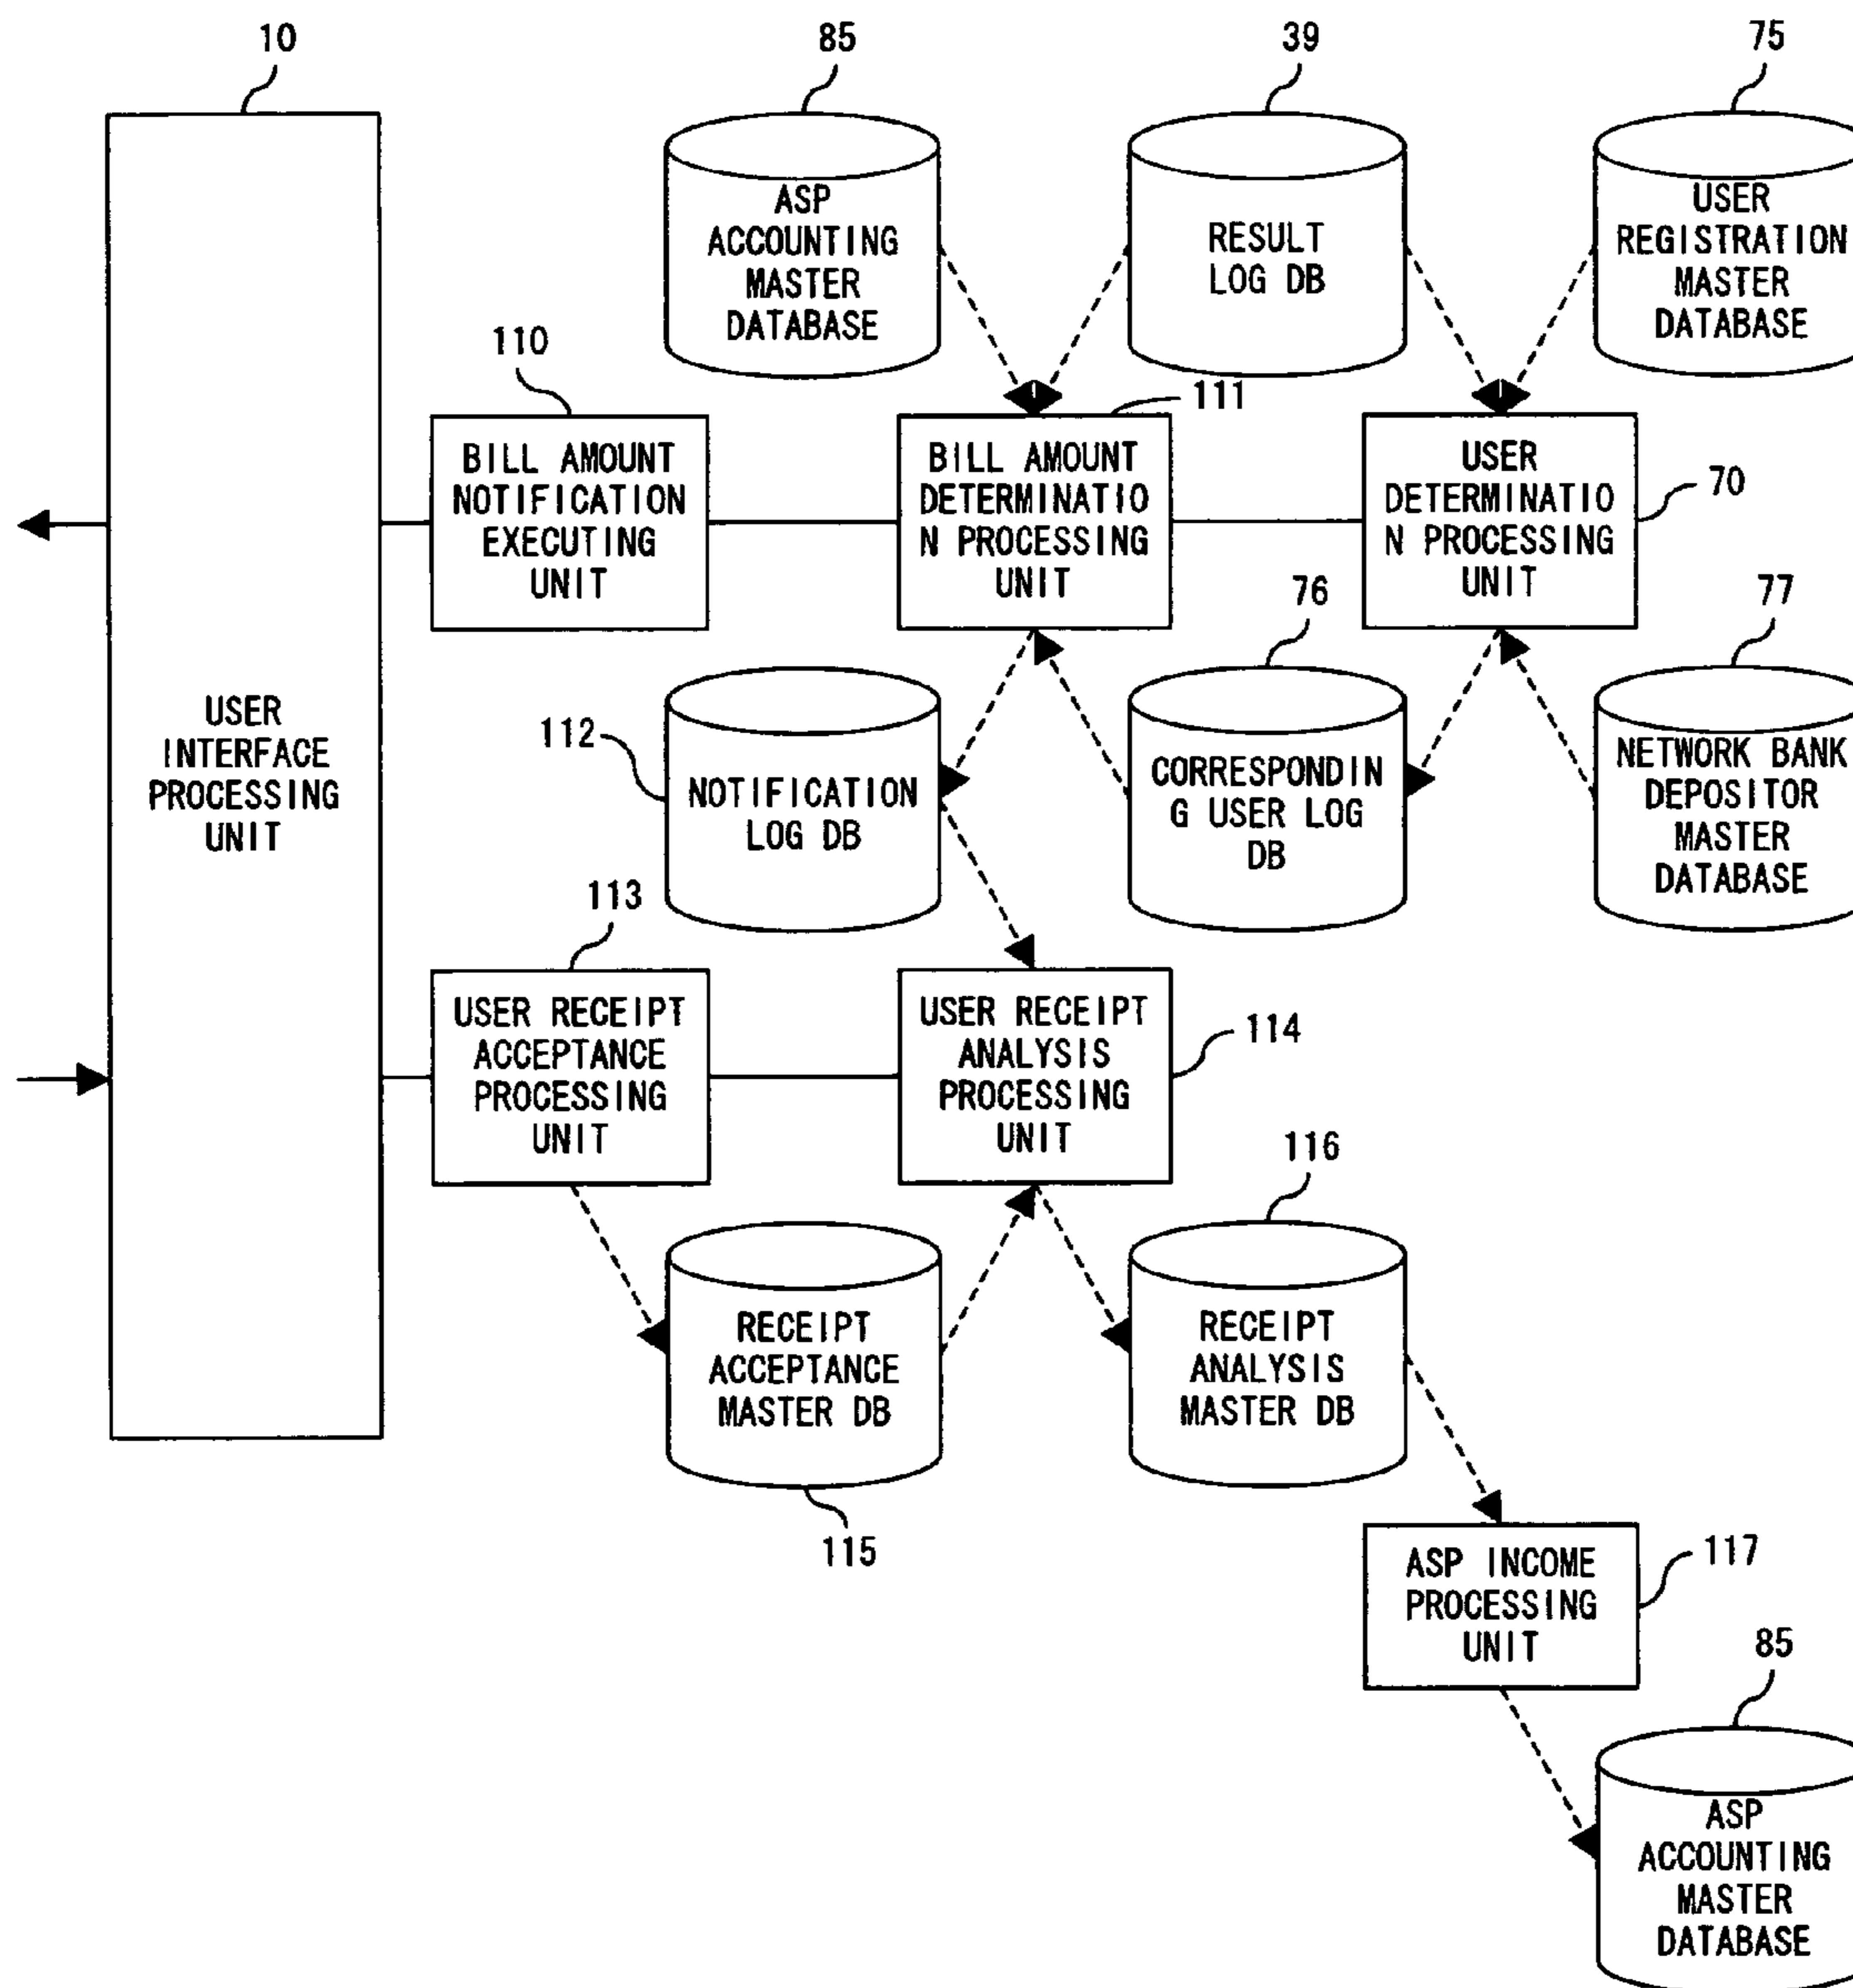 10
85
39
75
ASP
ACCOUNTING
MASTER
DATABASE
RESULT
LOG DB
USER
REGISTRATION
MASTER
DATABASE
110
111
BILL AMOUNT
NOTIFICATION
EXECUTING
UNIT
BILL AMOUNT
DETERMINATIO
N PROCESSING
UNIT
USER
DETERMINATIO
N PROCESSING
UNIT
70
76
77
USER
INTERFACE
PROCESSING
UNIT
112
NOTIFICATION
LOG DB
CORRESPONDIN
G USER LOG
DB
NETWORK BANK
DEPOSITOR
MASTER
DATABASE
113
USER RECEIPT
ACCEPTANCE
PROCESSING
UNIT
USER RECEIPT
ANALYSIS
PROCESSING
UNIT
114
116
RECEIPT
ACCEPTANCE
MASTER DB
RECEIPT
ANALYSIS
MASTER DB
115
ASP INCOME
PROCESSING
UNIT
117
85
ASP
ACCOUNTING
MASTER
DATABASE